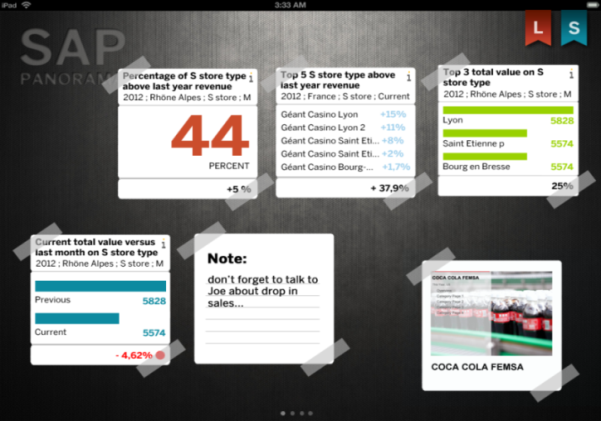 iPad
3:33 AM
L S
SAP
PANORAM
Percentage of S store type
above last year revenue
i
2012 ; Rhône Alpes ; S store ; M
44
PERCENT
+5 %
Top 5 S store type above
last year revenue
i
2012 ; France ; S store ; Current
Géant Casino Lyon +15%
Géant Casino Lyon 2 +11%
Géant Casino Saint Eti... +8%
Géant Casino Saint Eti... +2%
Géant Casino Bourg-... +1,7%
+ 37,9%
Top 3 total value on S
store type
i
2012 ; Rhône Alpes ; S store ; M
Lyon 5828
Saint Etienne p 5574
Bourg en Bresse 5574
25%
Current total value versus
last month on S store type
i
2012 ; Rhône Alpes ; S store ; M
Previous 5828
Current 5574
- 4,62%
Note:
don't forget to talk to
Joe about drop in
sales...
COCA COLA FEMSA
COCA COLA FEMSA